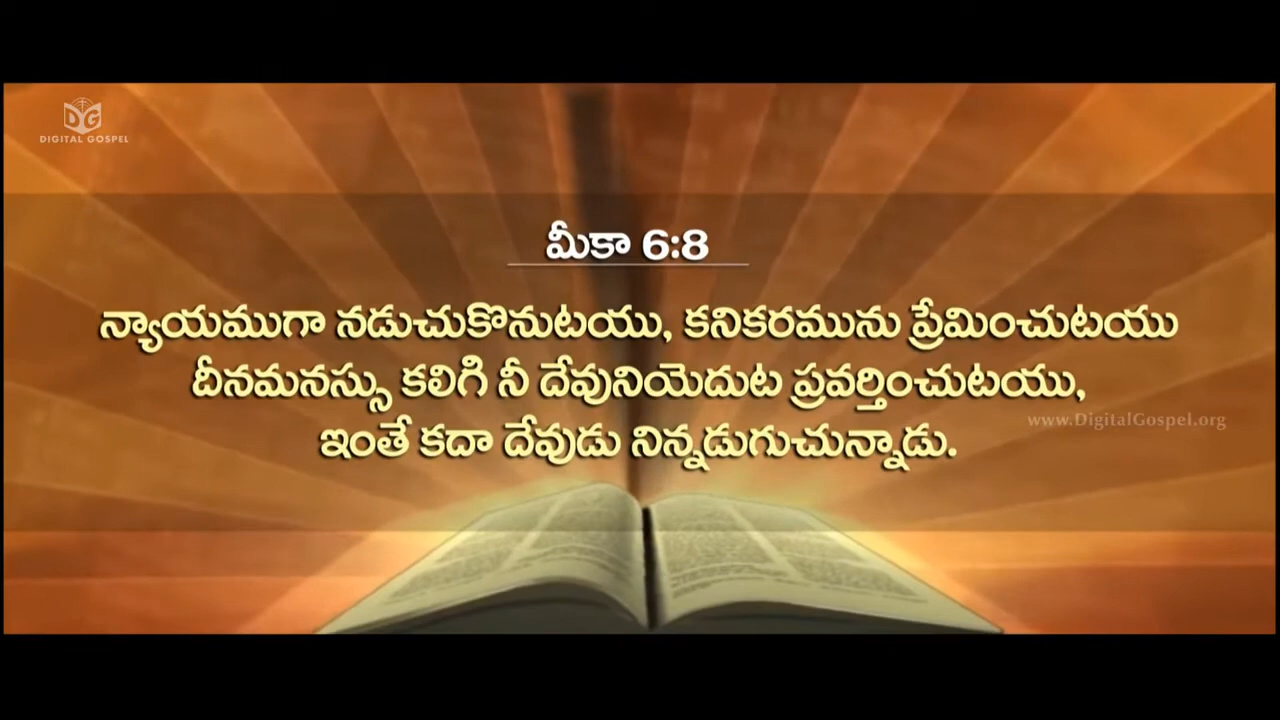 DG
DIGITAL GOSPEL
మీకా 6:8
న్యాయముగా నడుచుకొనుటయు, కనికరమును ప్రేమించుటయు
దీనమనస్సు కలిగి నీ దేవునియెదుట ప్రవర్తించుటయు,
www.DigitalGospel.org
ఇంతే కదా దేవుడు నిన్నడుగుచున్నాడు.